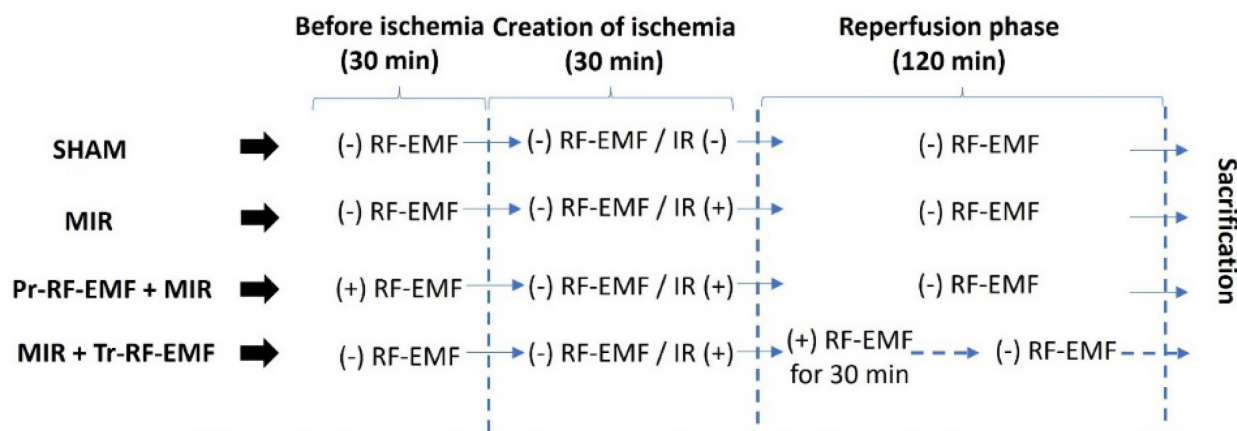 Before ischemia (30 min)
Creation of ischemia (30 min)
Reperfusion phase (120 min)
SHAM (-) RF-EMF (-) RF-EMF / IR (-) (-) RF-EMF
MIR (-) RF-EMF (-) RF-EMF / IR (+) (-) RF-EMF
Pr-RF-EMF + MIR (+) RF-EMF (-) RF-EMF / IR (+) (-) RF-EMF
MIR + Tr-RF-EMF (-) RF-EMF (-) RF-EMF / IR (+) (+) RF-EMF for 30 min (-) RF-EMF
Sacrification